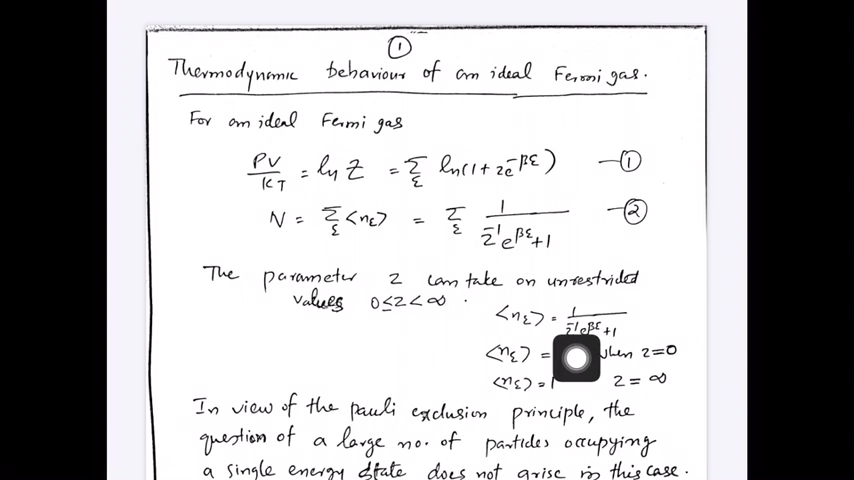 ①
Thermodynamic behaviour of an ideal Fermi gas.
For an ideal Fermi gas
PV/KT = ln Z = Σ_ε ln(1 + ze^{-βε}) —①
N = Σ_ε <n_ε> = Σ_ε 1/(z^{-1}e^{βε}+1) —②
The parameter z can take on unrestrided
values 0≤z<∞ .
<n_ε> = 1/(z^{-1}e^{βε}+1)
<n_ε> = when z=0
<n_ε> = 1 z = ∞
In view of the pauli exclusion principle, the
question of a large no. of particles occupying
a single energy state does not arise in this case.